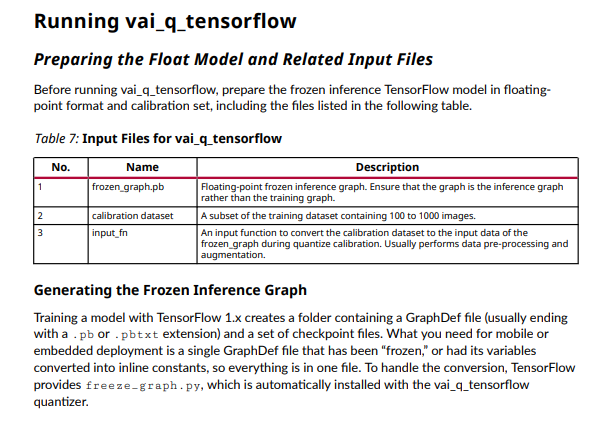 Running vai_q_tensorflow
Preparing the Float Model and Related Input Files
Before running vai_q_tensorflow, prepare the frozen inference TensorFlow model in floating-
point format and calibration set, including the files listed in the following table.
Table 7: Input Files for vai_q_tensorflow
No. Name Description
1 frozen_graph.pb Floating-point frozen inference graph. Ensure that the graph is the inference graph
rather than the training graph.
2 calibration dataset A subset of the training dataset containing 100 to 1000 images.
3 input_fn An input function to convert the calibration dataset to the input data of the
frozen_graph during quantize calibration. Usually performs data pre-processing and
augmentation.
Generating the Frozen Inference Graph
Training a model with TensorFlow 1.x creates a folder containing a GraphDef file (usually ending
with a .pb or .pbtxt extension) and a set of checkpoint files. What you need for mobile or
embedded deployment is a single GraphDef file that has been “frozen,” or had its variables
converted into inline constants, so everything is in one file. To handle the conversion, TensorFlow
provides freeze_graph.py, which is automatically installed with the vai_q_tensorflow
quantizer.